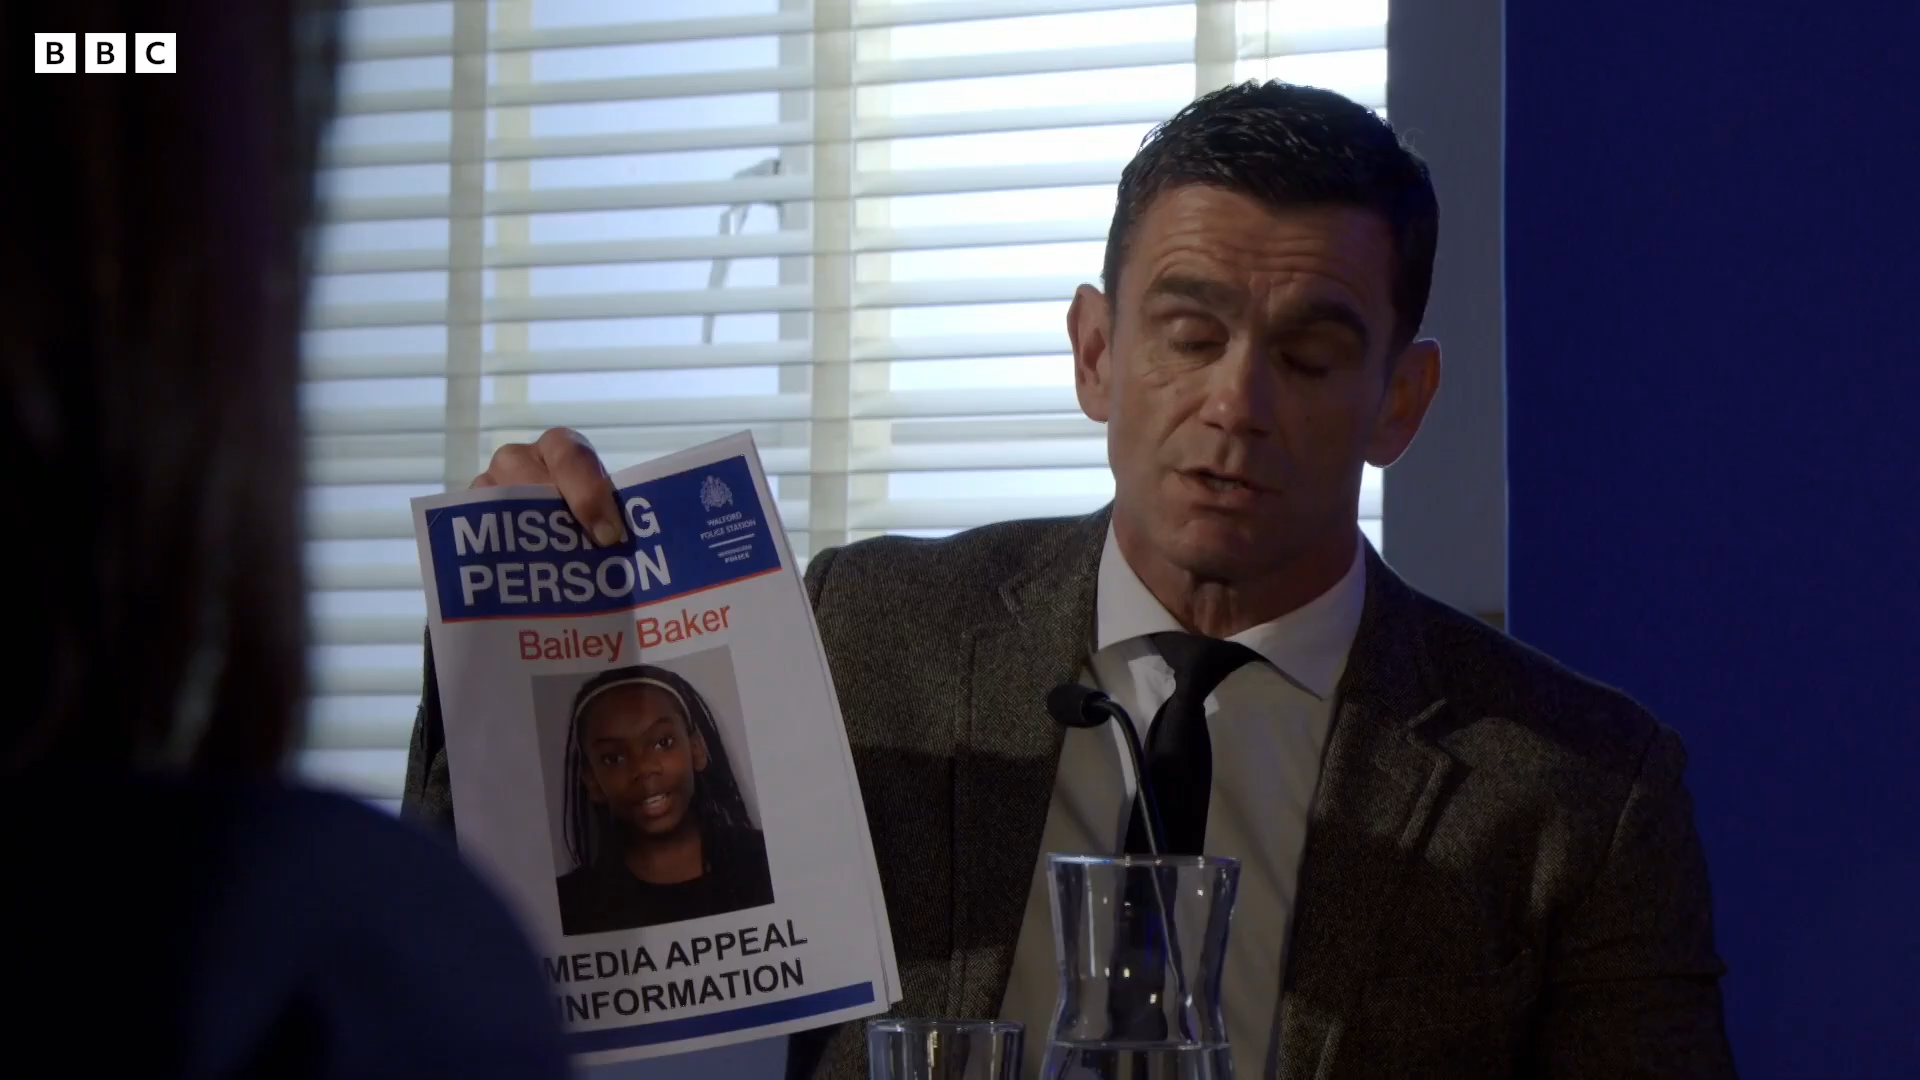 BBC
MISSING
PERSON
WALFORD
POLICE STATION
Bailey Baker
MEDIA APPEAL
INFORMATION